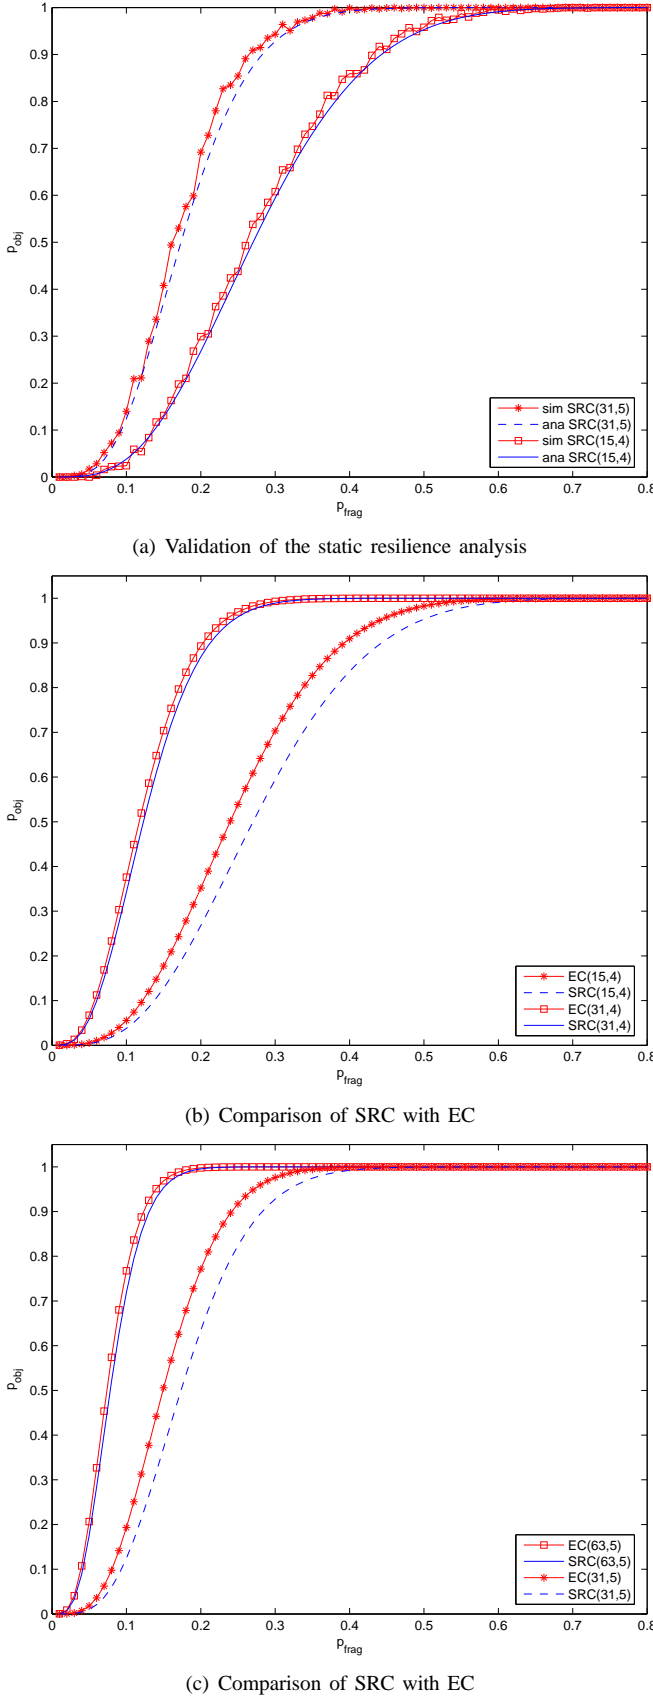 1
0.9
0.8
0.7
0.6
0.5
0.4
0.3
0.2
0.1
0
p_obj
0 0.1 0.2 0.3 0.4 0.5 0.6 0.7 0.8
p_frag
sim SRC(31,5)
ana SRC(31,5)
sim SRC(15,4)
ana SRC(15,4)
(a) Validation of the static resilience analysis
1
0.9
0.8
0.7
0.6
0.5
0.4
0.3
0.2
0.1
0
p_obj
0 0.1 0.2 0.3 0.4 0.5 0.6 0.7 0.8
p_frag
EC(15,4)
SRC(15,4)
EC(31,4)
SRC(31,4)
(b) Comparison of SRC with EC
1
0.9
0.8
0.7
0.6
0.5
0.4
0.3
0.2
0.1
0
p_obj
0 0.1 0.2 0.3 0.4 0.5 0.6 0.7 0.8
p_frag
EC(63,5)
SRC(63,5)
EC(31,5)
SRC(31,5)
(c) Comparison of SRC with EC